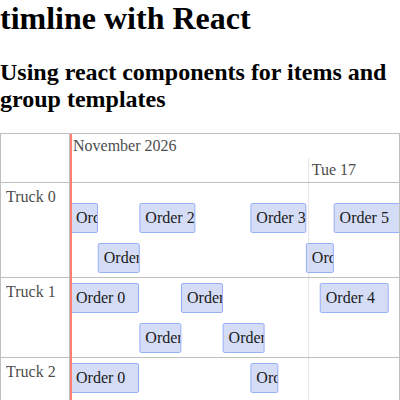 timline with React
Using react components for items and
group templates
November 2026
Tue 17
Truck 0
Order 2
Order 3
Order 5
Truck 1
Order 0
Order 4
Truck 2
Order 0